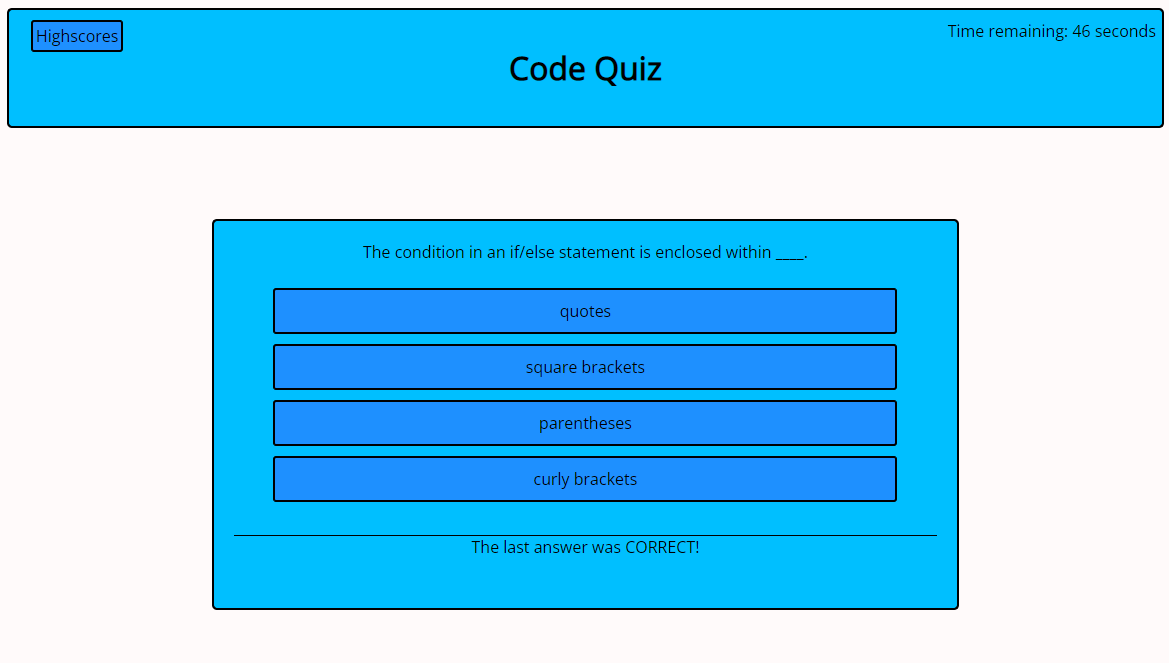 Highscores
Time remaining: 46 seconds
Code Quiz
The condition in an if/else statement is enclosed within ____.
quotes
square brackets
parentheses
curly brackets
The last answer was CORRECT!